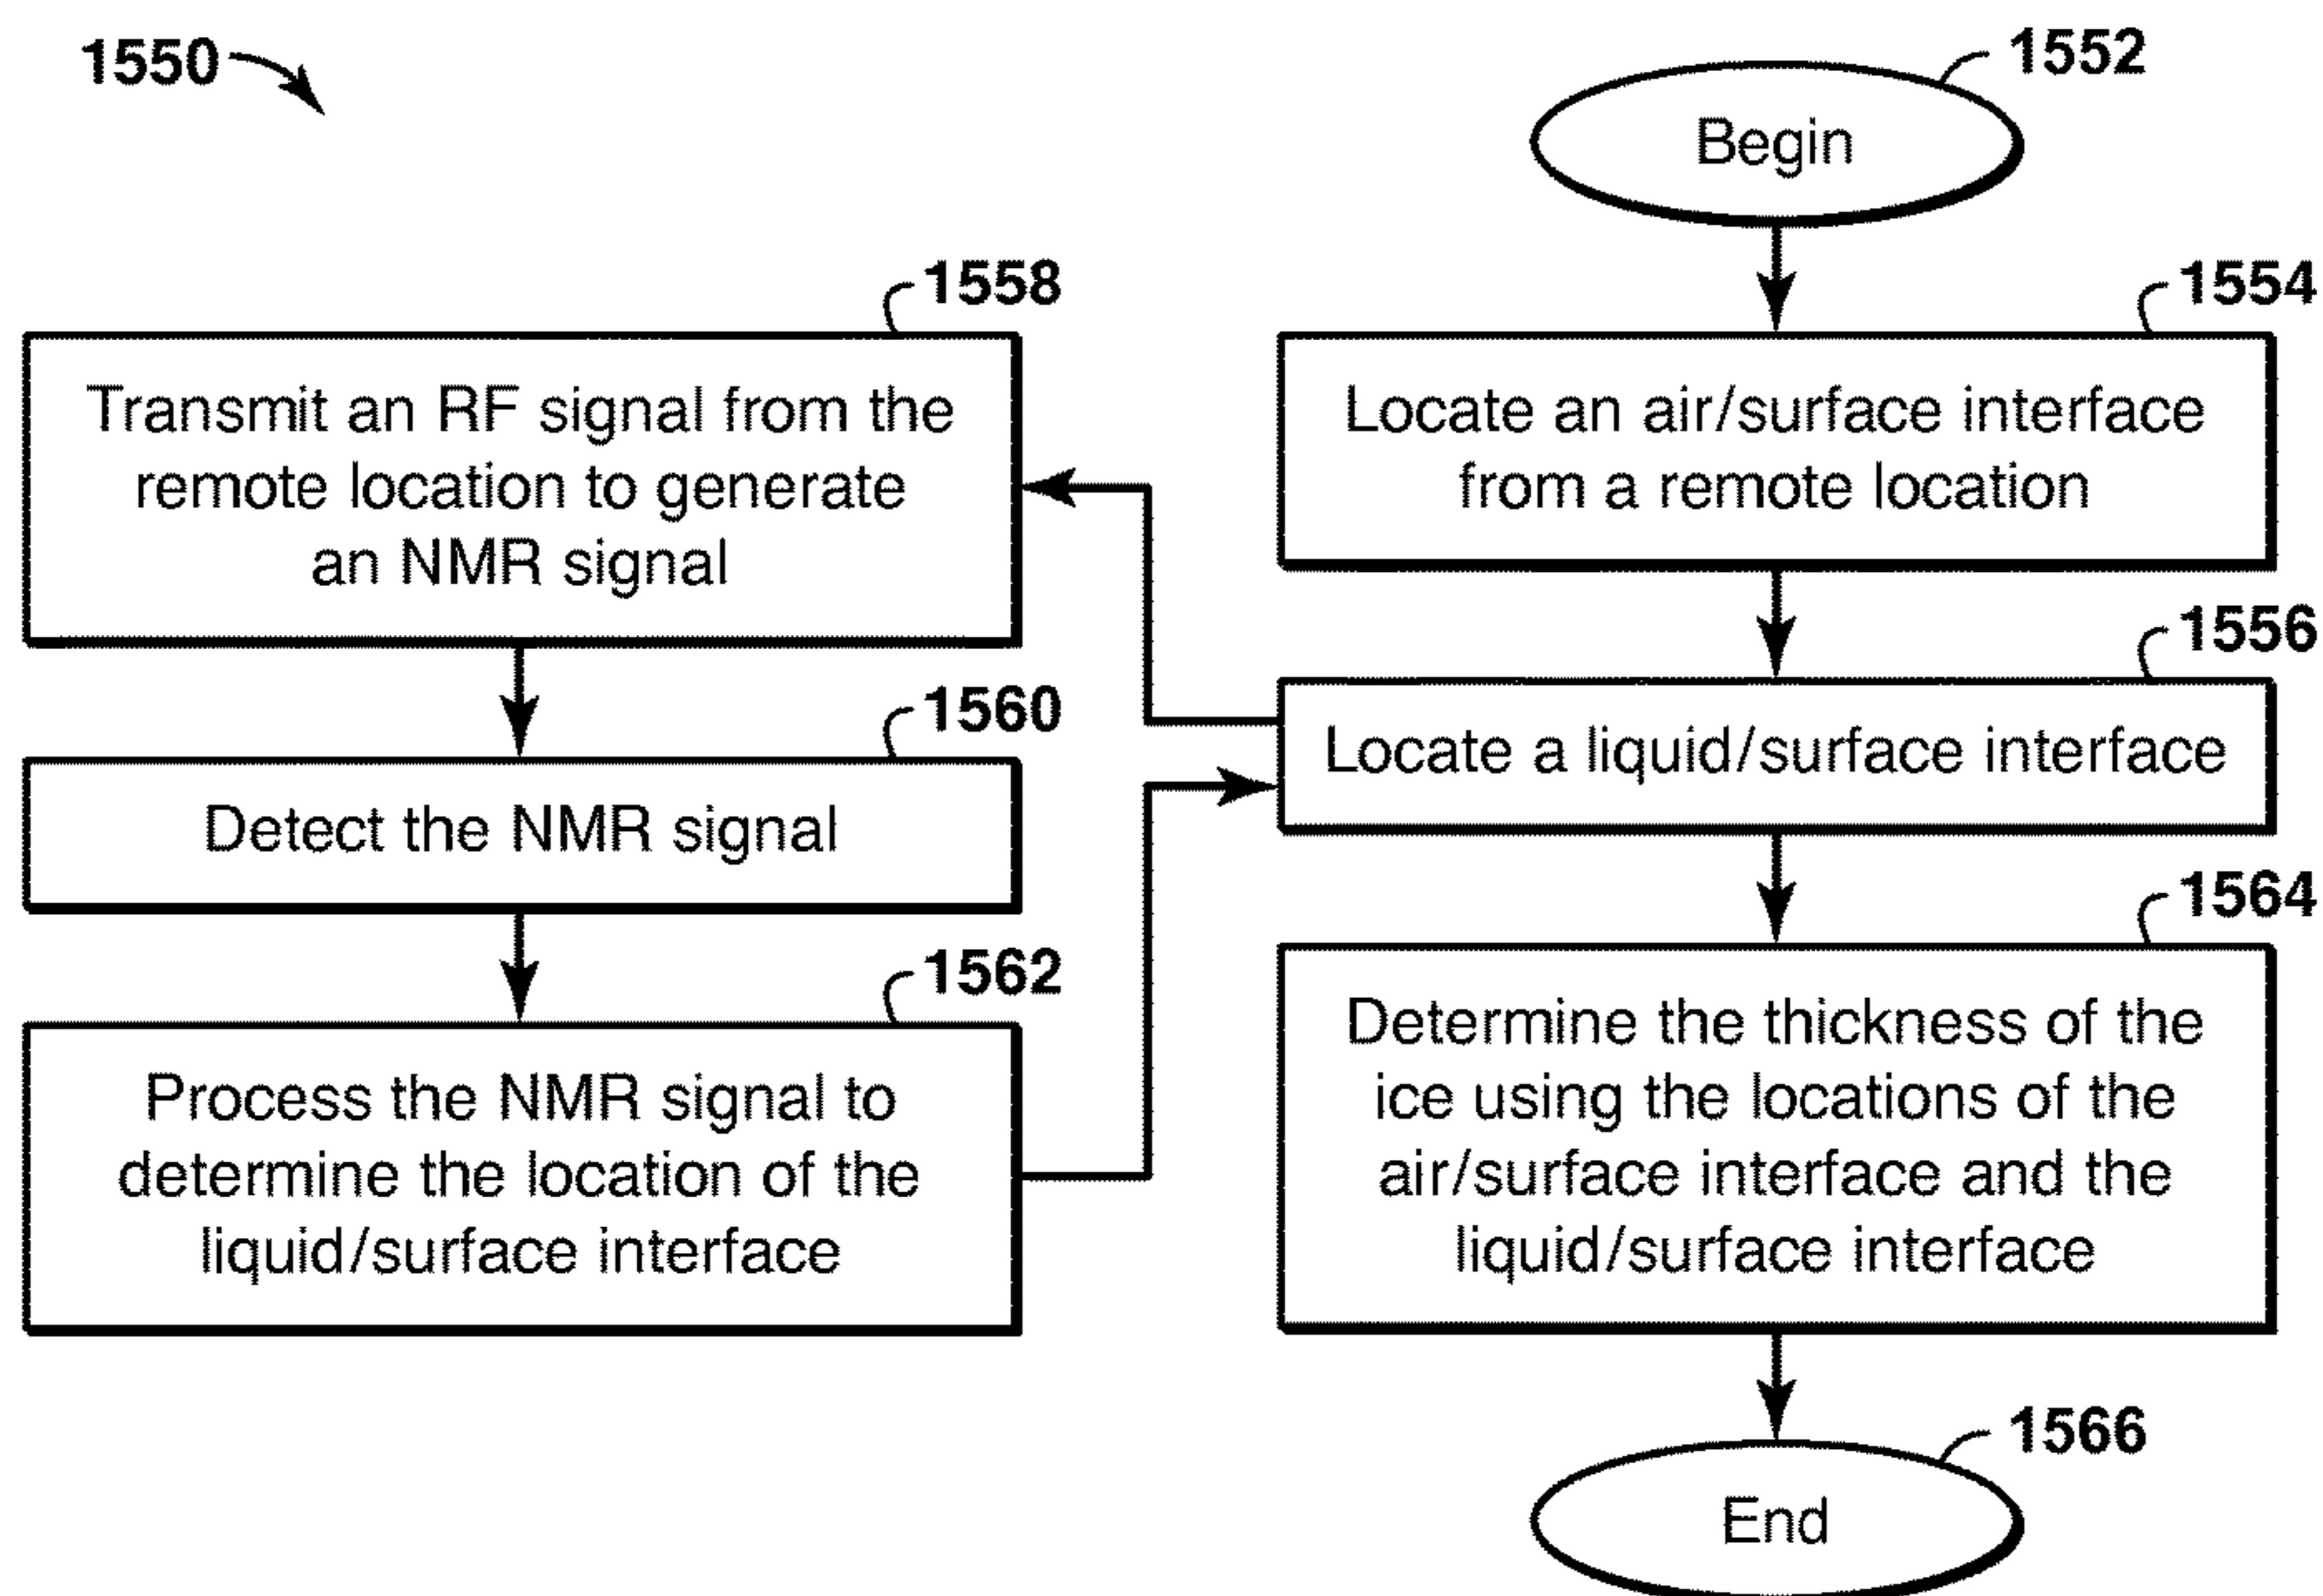 1550
1552
Begin
1554
Locate an air/surface interface
from a remote location
1556
Locate a liquid/surface interface
1558
Transmit an RF signal from the
remote location to generate
an NMR signal
1560
Detect the NMR signal
1562
Process the NMR signal to
determine the location of the
liquid/surface interface
1564
Determine the thickness of the
ice using the locations of the
air/surface interface and the
liquid/surface interface
1566
End